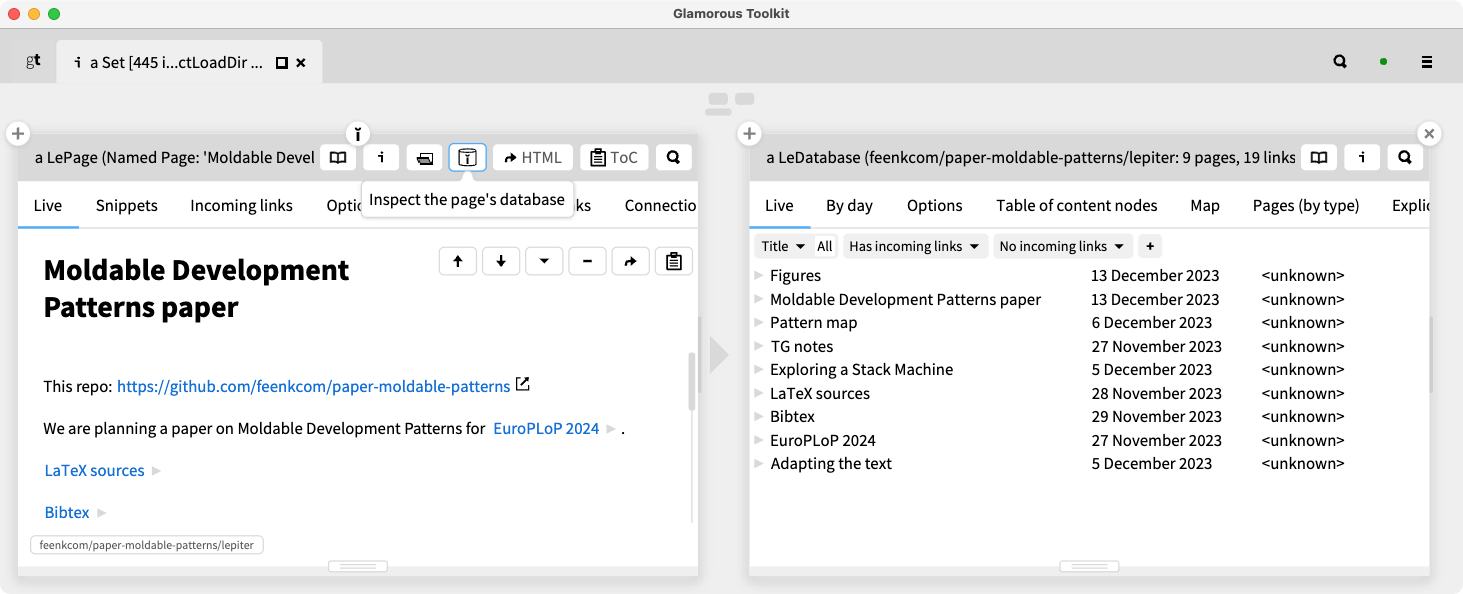 Glamorous Toolkit
gt
i a Set [445 i...ctLoadDir ...
a LePage (Named Page: 'Moldable Devel
i
HTML
ToC
Inspect the page's database
Live Snippets Incoming links Optio ks Connectio
Moldable Development
Patterns paper
This repo: https://github.com/feenkcom/paper-moldable-patterns
We are planning a paper on Moldable Development Patterns for EuroPLoP 2024 .
LaTeX sources
Bibtex
feenkcom/paper-moldable-patterns/lepiter
a LeDatabase (feenkcom/paper-moldable-patterns/lepiter: 9 pages, 19 links
i
Live By day Options Table of content nodes Map Pages (by type) Explic
Title All Has incoming links No incoming links +
Figures 13 December 2023 <unknown>
Moldable Development Patterns paper 13 December 2023 <unknown>
Pattern map 6 December 2023 <unknown>
TG notes 27 November 2023 <unknown>
Exploring a Stack Machine 5 December 2023 <unknown>
LaTeX sources 28 November 2023 <unknown>
Bibtex 29 November 2023 <unknown>
EuroPLoP 2024 27 November 2023 <unknown>
Adapting the text 5 December 2023 <unknown>